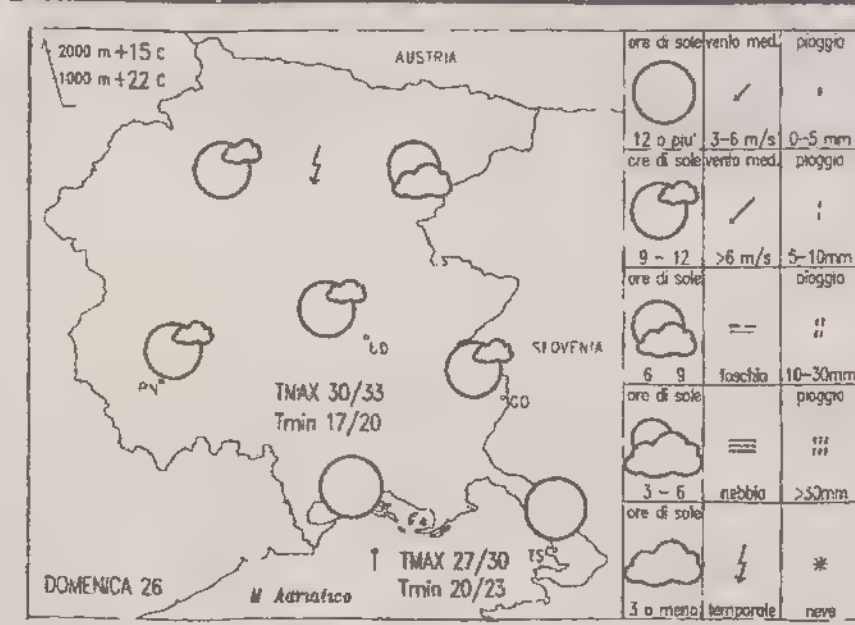 2000 m +15 c
1000 m +22 c
AUSTRIA
SLOVENIA
UD
PN
GO
TMAX 30/33
Tmin 17/20
TMAX 27/30
Tmin 20/23
TS
DOMENICA 26
M Adriatico
ore di sole vento med. pioggia
12 o piu' 3-6 m/s 0-5 mm
ore di sole vento med. pioggia
9 - 12 >6 m/s 5-10mm
ore di sole pioggia
6 9 foschia 10-30mm
ore di sole pioggia
3 - 6 nebbia >30mm
ore di sole
3 o meno temporale neve